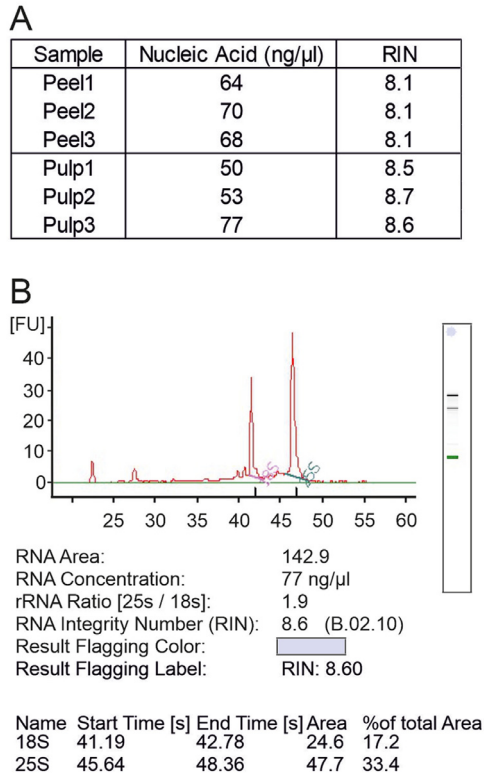 A
Sample Nucleic Acid (ng/µl) RIN
Peel1 64 8.1
Peel2 70 8.1
Peel3 68 8.1
Pulp1 50 8.5
Pulp2 53 8.7
Pulp3 77 8.6
B
[FU]
40
30
20
10
0
18S 25S
25 30 35 40 45 50 55 60
RNA Area: 142.9
RNA Concentration: 77 ng/µl
rRNA Ratio [25s / 18s]: 1.9
RNA Integrity Number (RIN): 8.6 (B.02.10)
Result Flagging Color:
Result Flagging Label: RIN: 8.60
Name Start Time [s] End Time [s] Area %of total Area
18S 41.19 42.78 24.6 17.2
25S 45.64 48.36 47.7 33.4